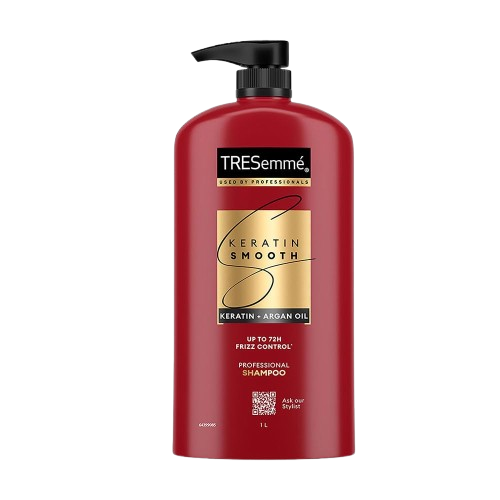 TRESemmé®
USED BY PROFESSIONALS
KERATIN
SMOOTH
KERATIN + ARGAN OIL
UP TO 72H
FRIZZ CONTROL*
PROFESSIONAL
SHAMPOO
Ask our
Stylist
1 L